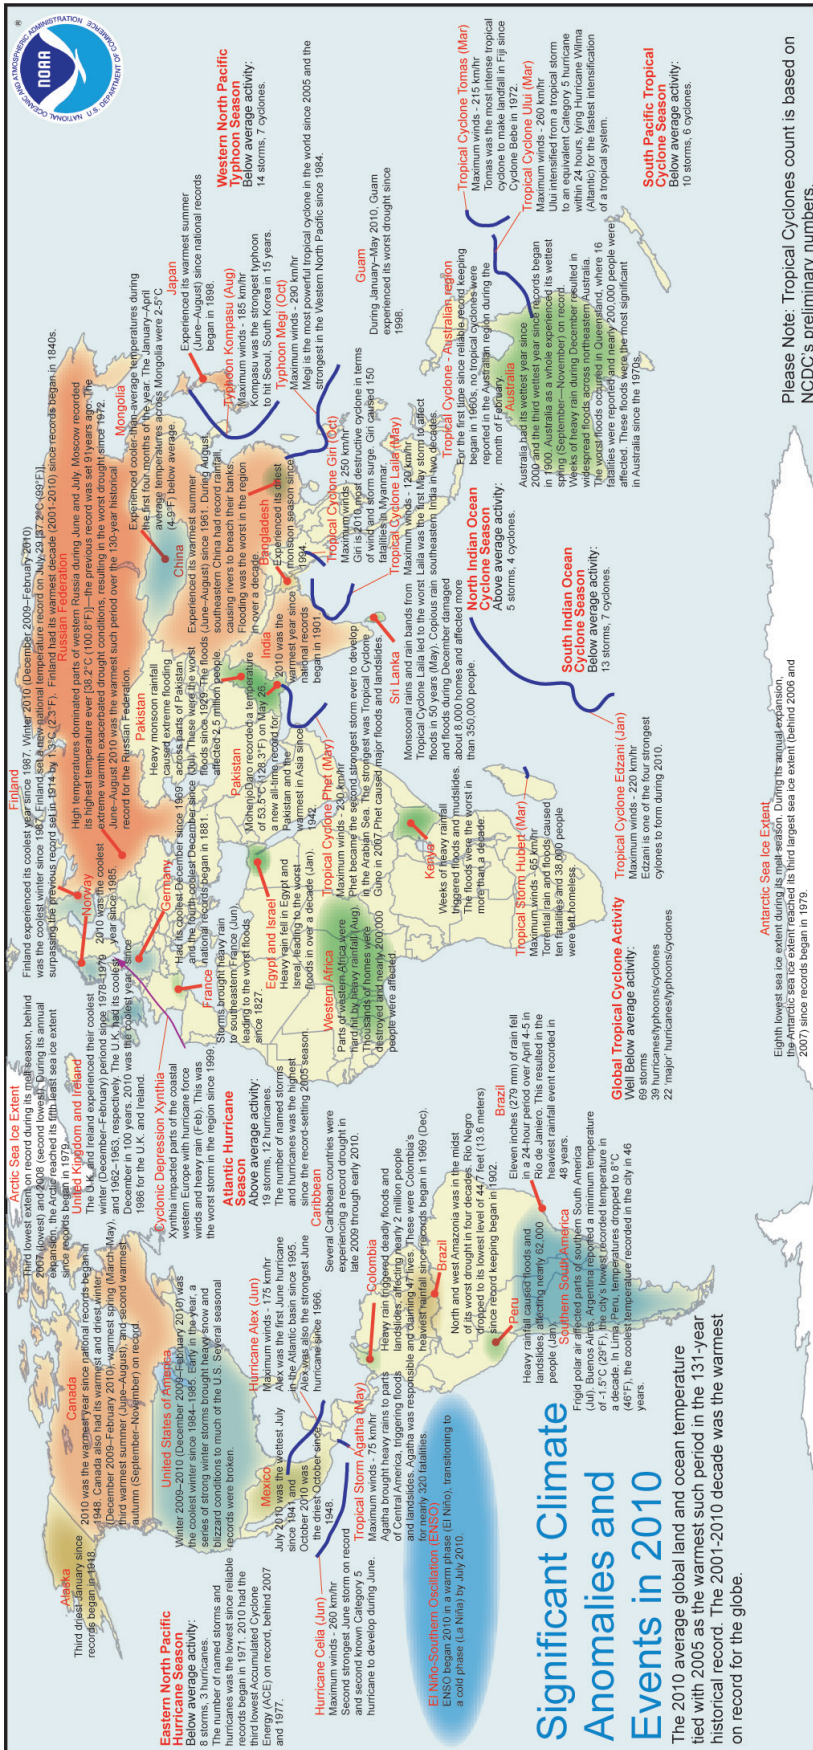 NATIONAL OCEANIC AND ATMOSPHERIC ADMINISTRATION
U.S. DEPARTMENT OF COMMERCE
NOAA
®
Alaska
Third driest January since
records began in 1918.
Canada
2010 was the warmest year since national records began in
1948. Canada also had its warmest and driest winter
(December 2009–February 2010), warmest spring (March–May),
third warmest summer (June–August), and second warmest
autumn (September–November) on record.
Arctic Sea Ice Extent
Third lowest extent on record during its melt season, behind
2007 (lowest) and 2008 (second lowest). During its annual
expansion, the Arctic reached its fifth least sea ice extent
since records began in 1979.
Finland
Finland experienced its coolest year since 1987. Winter 2010 (December 2009–February 2010)
was the coolest winter since 1987. Finland set a new national temperature record on July 29 [37.2°C (99°F)],
surpassing the previous record set in 1914 by 1.3°C (2.3°F). Finland had its warmest decade (2001-2010) since records began in 1840s.
Russian Federation
High temperatures dominated parts of western Russia during June and July. Moscow recorded
its highest temperature ever [38.2°C (100.8°F)]—the previous record was set 91years ago. The
extreme warmth exacerbated drought conditions, resulting in the worst drought since 1972.
June–August 2010 was the warmest such period over the 130-year historical
record for the Russian Federation.
United Kingdom and Ireland
The U.K. and Ireland experienced their coolest
winter (December–February) periond since 1978–1979
and 1962–1963, respectively. The U.K. had its coolest
December in 100 years. 2010 was the coolest year since
1986 for the U.K. and Ireland.
Norway
2010 was the coolest
year since 1985.
Germany
Had its coolest December since 1969
and the fourth coolest December since
national records began in 1881.
France
Storms brought heavy rain
to southeastern France (Jun)
leading to the worst floods
since 1827.
Cyclonic Depression Xynthia
Xynthia impacted parts of the coastal
western Europe with hurricane force
winds and heavy rain (Feb). This was
the worst storm in the region since 1999.
Eastern North Pacific
Hurricane Season
Below average activity:
8 storms, 3 hurricanes.
The number of named storms and
hurricanes was the lowest since reliable
records began in 1971. 2010 had the
third lowest Accumulated Cyclone
Energy (ACE) on record, behind 2007
and 1977.
United States of America
Winter 2009–2010 (December 2009–February 2010) was
the coolest winter since 1984–1985. Early in the year, a
series of strong winter storms brought heavy snow and
blizzard conditions to much of the U.S. Several seasonal
records were broken.
Atlantic Hurricane
Season
Above average activity:
19 storms, 12 hurricanes.
The number of named storms
and hurricanes was the highest
since the record-setting 2005 season.
Hurricane Alex (Jun)
Maximum winds - 175 km/hr
Alex was the first June hurricane
in the Atlantic basin since 1995.
Alex was also the strongest June
hurricane since 1966.
Caribbean
Several Caribbean countries were
experiencing a record drought in
late 2009 through early 2010.
Mexico
July 2010 was the wettest July
since 1941 and
October 2010 was
the driest October since
1948.
Hurricane Celia (Jun)
Maximum winds - 260 km/hr
Second strongest June storm on record
and second known Category 5
hurricane to develop during June.
Tropical Storm Agatha (May)
Maximum winds - 75 km/hr
Agatha brought heavy rains to parts
of Central America, triggering floods
and landslides. Agatha was responsible
for nearly 320 fatalities.
Colombia
Heavy rain triggered deadly floods and
landslides, affecting nearly 2 million people
and claiming 47 lives. These were Colombia's
heaviest rainfall since records began in 1969 (Dec).
Brazil
North and west Amazonia was in the midst
of its worst drought in four decades. Rio Negro
dropped to its lowest level of 44.7 feet (13.6 meters)
since record keeping began in 1902.
Peru
Heavy rainfall caused floods and
landslides, affecting nearly 62,000
people (Jan).
Brazil
Eleven inches (279 mm) of rain fell
in a 24-hour period over April 4-5 in
Rio de Janiero. This resulted in the
heaviest rainfall event recorded in
48 years.
Southern South America
Frigid polar air affected parts of southern South America
(Jul). Buenos Aires, Argentina reported a minimum temperature
of -1.5°C (29°F), the city's lowest recorded temperature in
a decade. In Lima, Peru, temperatures dropped to 8°C
(46°F), the coolest temperature recorded in the city in 46
years.
El Niño-Southern Oscillation (ENSO)
ENSO began 2010 in a warm phase (El Niño), transitioning to
a cold phase (La Niña) by July 2010.
Egypt and Israel
Heavy rain fell in Egypt and
Isreal, leading to the worst
floods in over a decade (Jan).
Western Africa
Parts of western Africa were
hard hit by heavy rainfall (Aug)
Thousands of homes were
destroyed and nearly 200,000
people were affected.
Kenya
Weeks of heavy rainfall
triggered floods and mudslides.
The floods were the worst in
more than a decade.
Tropical Storm Hubert (Mar)
Maximum winds - 65 km/hr
Torrential rain and floods caused
ten fatalities and 38,000 people
were left homeless.
Tropical Cyclone Edzani (Jan)
Maximum winds - 220 km/hr
Edzani is one of the four strongest
cylones to form during 2010.
Pakistan
Heavy monsoon rainfall
caused extreme flooding
across parts of Pakistan
(Jul). These were the worst
floods since 1929. The floods
affected 2.5 million people.
Pakistan
MohenjoDaro recorded a temperature
of 53.5°C (128.3°F) on May 26,
a new all-time record for
Pakistan and the
warmest in Asia since
1942.
Tropical Cyclone Phet (May)
Maximum winds - 230 km/hr
Phet became the second strongest storm ever to develop
in the Arabian Sea. The strongest was Tropical Cyclone
Guno in 2007 Phet caused major floods and landslides.
India
2010 was the
warmest year since
national records
began in 1901.
Bangladesh
Experienced its driest
monsoon season since
1994.
China
Experienced its warmest summer
(June–August) since 1961. During August,
southeastern China had record rainfall,
causing rivers to breach their banks.
Flooding was the worst in the region
in over a decade.
Mongolia
Experienced cooler-than-average temperatures during
the first four months of the year. The January–April
average temperatures across Mongolia were 2-5°C
(4-9°F) below average.
Japan
Experienced its warmest summer
(June–August) since national records
began in 1898.
Western North Pacific
Typhoon Season
Below average activity:
14 storms, 7 cyclones.
Typhoon Kompasu (Aug)
Maximum winds - 185 km/hr
Kompasu was the strongest typhoon
to hit Seoul, South Korea in 15 years.
Typhoon Megi (Oct)
Maximum winds - 290 km/hr
Megi is the most powerful tropical cyclone in the world since 2005 and the
strongest in the Western North Pacific since 1984.
Guam
During January–May 2010, Guam
experienced its worst drought since
1998.
Tropical Cyclone Giri (Oct)
Maximum winds - 250 km/hr
Giri is 2010 most destructive cyclone in terms
of wind and storm surge. Giri caused 150
fatalities in Myanmar.
Tropical Cyclone Laila (May)
Maximum winds - 120 km/hr
Laila was the first May storm to affect
southeastern India in two decades.
Sri Lanka
Monsoonal rains and rain bands from
Tropical Cyclone Laila led to the worst
floods in 50 years (May). Copious rain
and floods during December damaged
about 8,000 homes and affected more
than 350,000 people.
North Indian Ocean
Cyclone Season
Above average activity:
5 storms, 4 cyclones.
South Indian Ocean
Cyclone Season
Below average activity:
13 storms, 7 cyclones.
Tropical Cyclone - Australian region
For the first time since reliable record keeping
began in 1960s, no tropical cyclones were
reported in the Australian region during the
month of February.
Australia
Australia had its wettest year since
2000 and the third wettest year since records began
in 1900. Australia as a whole experienced its wettest
spring (September–November) on record.
Weeks of heavy rain during December resulted in
widespread floods across northeastern Australia.
The worst floods occurred in Queensland, where 16
fatalities were reported and nearly 200,000 people were
affected. These floods were the most significant
in Australia since the 1970s.
Tropical Cyclone Tomas (Mar)
Maximum winds - 215 km/hr
Tomas was the most intense tropical
cyclone to make landfall in Fiji since
Cyclone Bebe in 1972.
Tropical Cyclone Ului (Mar)
Maximum winds - 260 km/hr
Ului intensified from a tropical storm
to an equivalent Category 5 hurricane
within 24 hours, tying Hurricane Wilma
(Altantic) for the fastest intensification
of a tropical system.
South Pacific Tropical
Cyclone Season
Below average activity:
10 storms, 6 cyclones.
Global Tropical Cyclone Activity
Well Below average activity:
69 storms
39 hurricanes/typhoons/cyclones
22 'major' hurricanes/typhoons/cyclones
Antarctic Sea Ice Extent
Eighth lowest sea ice extent during its melt season. During its annual expansion,
the Antarctic sea ice extent reached its third largest sea ice extent (behind 2006 and
2007) since records began in 1979.
Significant Climate
Anomalies and
Events in 2010
The 2010 average global land and ocean temperature
tied with 2005 as the warmest such period in the 131-year
historical record. The 2001-2010 decade was the warmest
on record for the globe.
Please Note: Tropical Cyclones count is based on
NCDC's preliminary numbers.